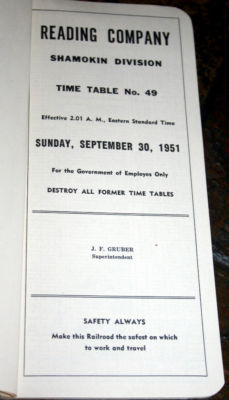 READING COMPANY
SHAMOKIN DIVISION
TIME TABLE No. 49
Effective 2.01 A. M., Eastern Standard Time
SUNDAY, SEPTEMBER 30, 1951
For the Government of Employes Only
DESTROY ALL FORMER TIME TABLES
J. F. GRUBER
Superintendent
SAFETY ALWAYS
Make this Railroad the safest on which
to work and travel